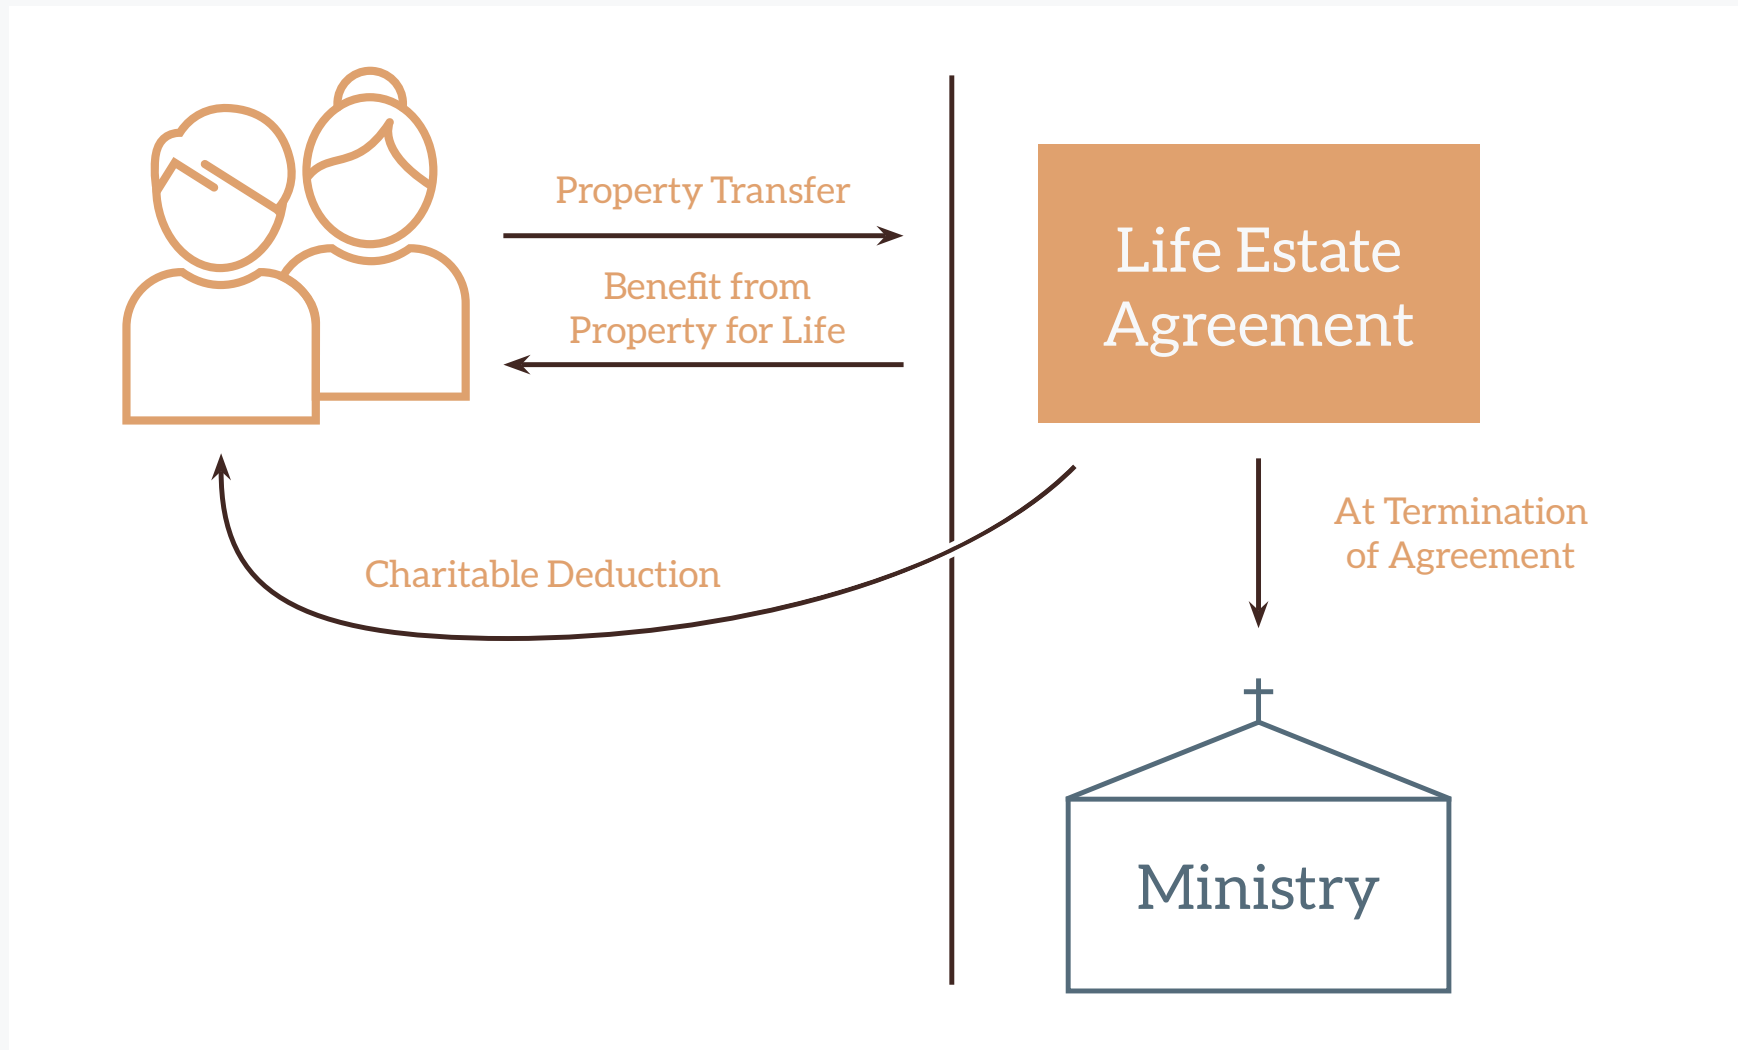 Property Transfer
Benefit from
Property for Life
Life Estate
Agreement
Charitable Deduction
At Termination
of Agreement
Ministry